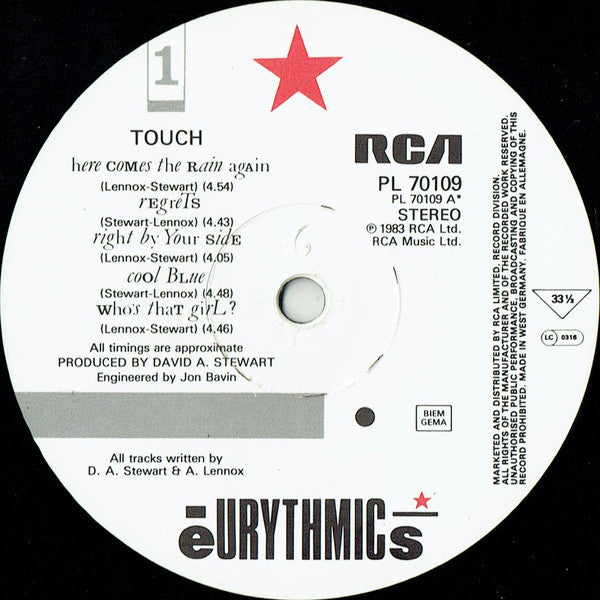 1
TOUCH
here coMes the Rain agAin
(Lennox-Stewart) (4.54)
rEgrETS
(Stewart-Lennox) (4.43)
right by Your SidE
(Lennox-Stewart) (4.05)
coOl BLue
(Stewart-Lennox) (4.48)
wHo's thaT girL?
(Lennox-Stewart) (4.46)
All timings are approximate
PRODUCED BY DAVID A. STEWART
Engineered by Jon Bavin
All tracks written by
D. A. Stewart & A. Lennox
RCA
PL 70109
PL 70109 A*
STEREO
℗ 1983 RCA Ltd.
RCA Music Ltd.
6
BIEM
GEMA
33⅓
LC 0316
MARKETED AND DISTRIBUTED BY RCA LIMITED, RECORD DIVISION.
ALL RIGHTS OF THE MANUFACTURER AND OF THE RECORDED WORK RESERVED.
UNAUTHORISED PUBLIC PERFORMANCE, BROADCASTING AND COPYING OF THIS
RECORD PROHIBITED. MADE IN WEST GERMANY. FABRIQUE EN ALLEMAGNE.
eURYTHMICs